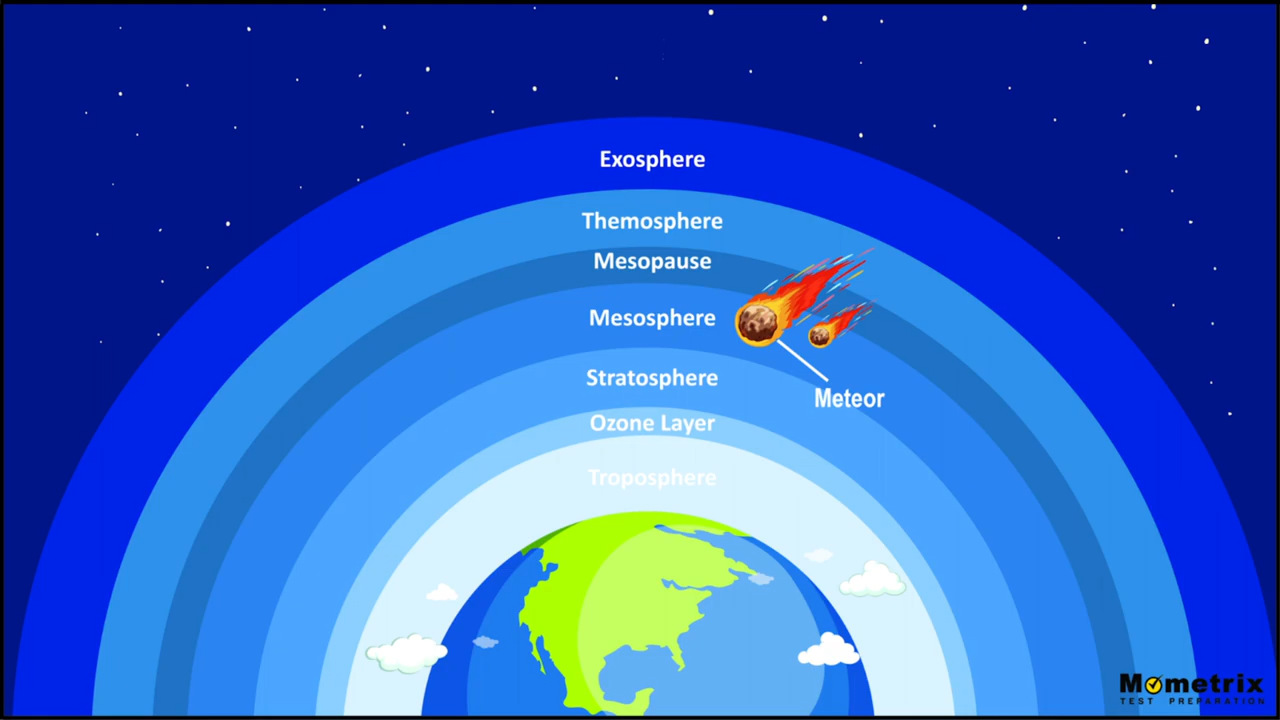 Exosphere
Themosphere
Mesopause
Mesosphere
Stratosphere
Meteor
Ozone Layer
Troposphere
Mometrix
TEST PREPARATION